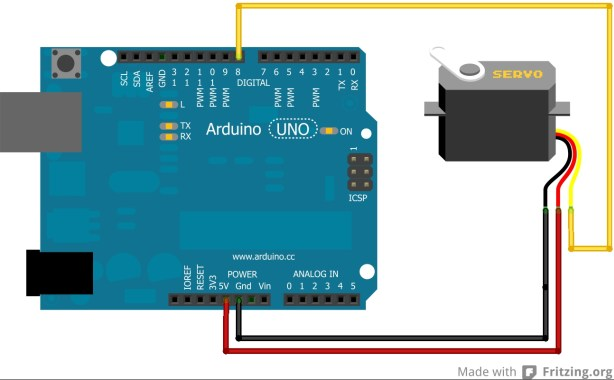 SERVO
SCL
SDA
AREF
GND
13
12
PWM 11
PWM 10
PWM 9
8
7
PWM 6
PWM 5
4
PWM 3
2
TX 1
RX 0
DIGITAL
L
TX
RX
Arduino UNO
ON
1
ICSP
www.arduino.cc
POWER
ANALOG IN
IOREF
RESET
3V3
5V
Gnd
Vin
0 1 2 3 4 5
Made with Fritzing.org